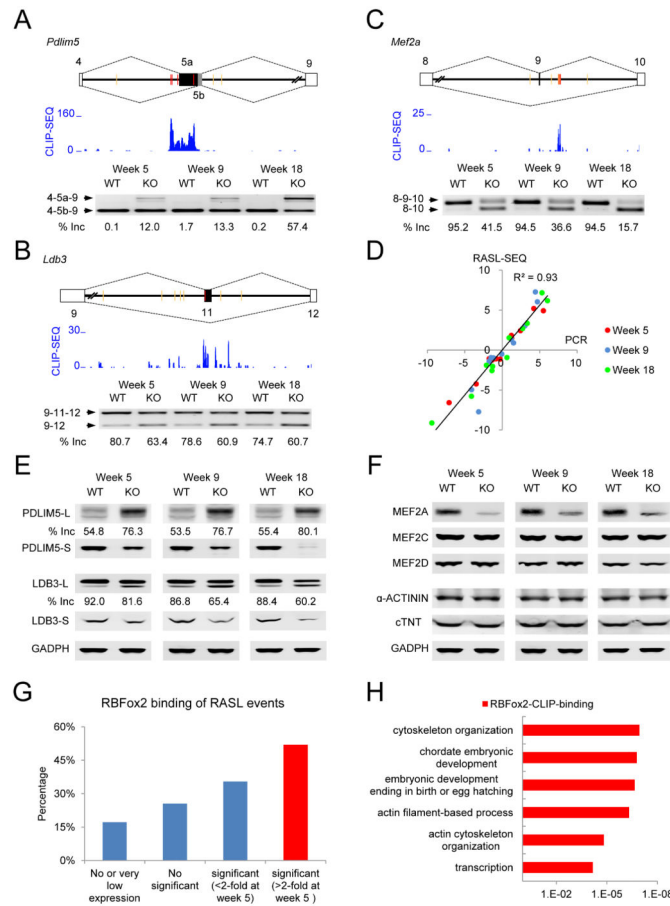 A
Pdlim5
4
5a
9
5b
160
0
CLIP-SEQ
Week 5 Week 9 Week 18
WT KO WT KO WT KO
4-5a-9
4-5b-9
% Inc 0.1 12.0 1.7 13.3 0.2 57.4
B
Ldb3
9
11
12
30
0
CLIP-SEQ
Week 5 Week 9 Week 18
WT KO WT KO WT KO
9-11-12
9-12
% Inc 80.7 63.4 78.6 60.9 74.7 60.7
C
Mef2a
8
9
10
25
0
CLIP-SEQ
Week 5 Week 9 Week 18
WT KO WT KO WT KO
8-9-10
8-10
% Inc 95.2 41.5 94.5 36.6 94.5 15.7
D
RASL-SEQ
10
R² = 0.93
5
PCR
-10 -5 0 5 10
-5
-10
Week 5
Week 9
Week 18
E
Week 5 Week 9 Week 18
WT KO WT KO WT KO
PDLIM5-L
% Inc 54.8 76.3 53.5 76.7 55.4 80.1
PDLIM5-S
LDB3-L
% Inc 92.0 81.6 86.8 65.4 88.4 60.2
LDB3-S
GADPH
F
Week 5 Week 9 Week 18
WT KO WT KO WT KO
MEF2A
MEF2C
MEF2D
α-ACTININ
cTNT
GADPH
G
RBFox2 binding of RASL events
Percentage
60%
45%
30%
15%
0%
No or very
low
expression
No
significant
significant
(<2-fold at
week 5)
significant
(>2-fold at
week 5 )
H
RBFox2-CLIP-binding
cytoskeleton organization
chordate embryonic
development
embryonic development
ending in birth or egg hatching
actin filament-based process
actin cytoskeleton
organization
transcription
1.E-02 1.E-05 1.E-08